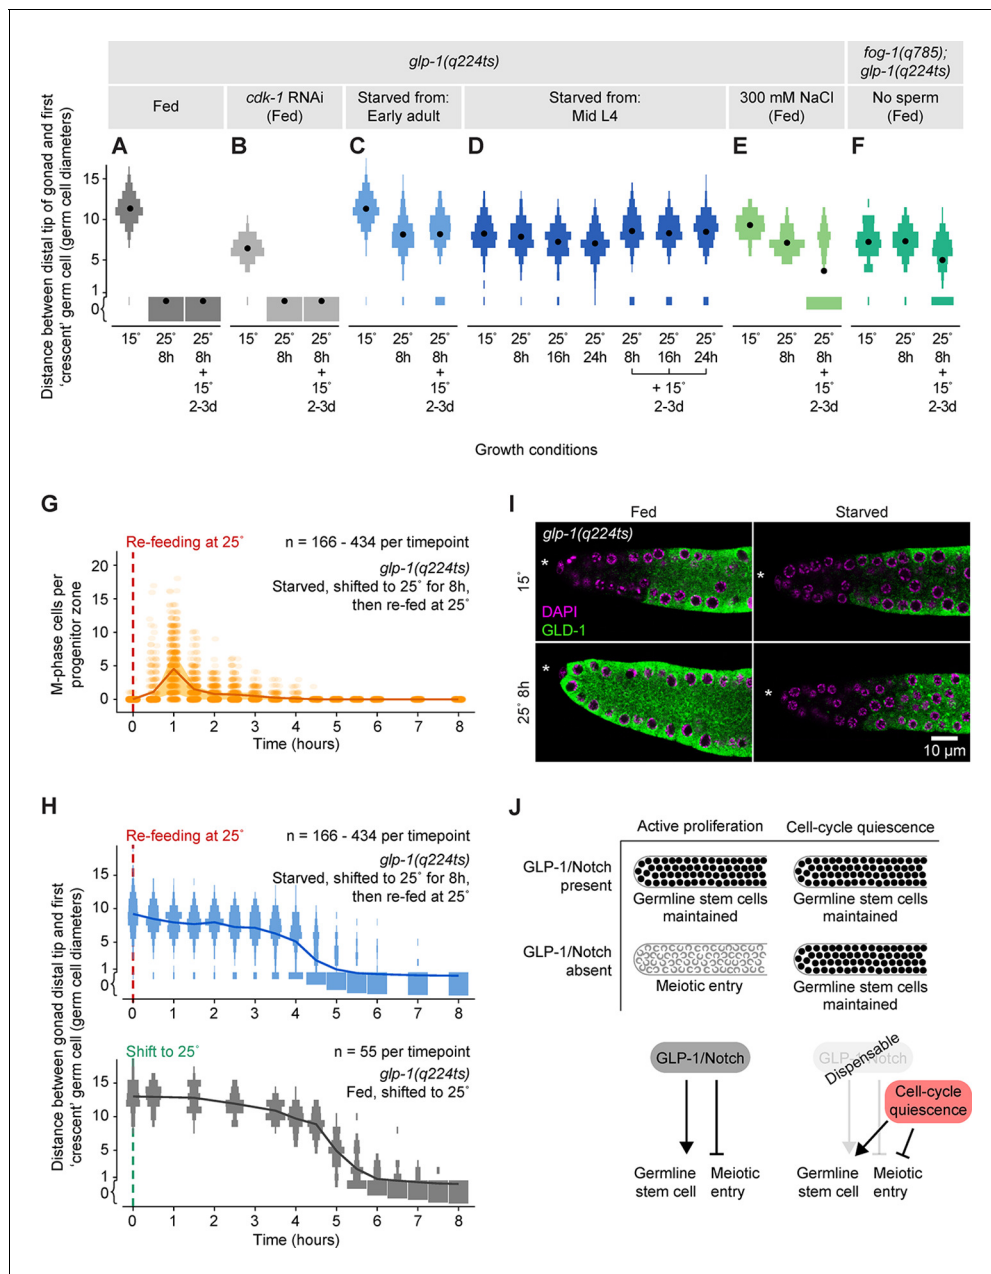 glp-1(q224ts)
fog-1(q785);
glp-1(q224ts)
Fed
cdk-1 RNAi
(Fed)
Starved from:
Early adult
Starved from:
Mid L4
300 mM NaCl
(Fed)
No sperm
(Fed)
A
B
C
D
E
F
Distance between distal tip of gonad and first
'crescent' germ cell (germ cell diameters)
15
10
5
1
0{
15˚
25˚
8h
25˚
8h
+
15˚
2-3d
15˚
25˚
8h
25˚
8h
+
15˚
2-3d
15˚
25˚
8h
25˚
8h
+
15˚
2-3d
15˚
25˚
8h
25˚
16h
25˚
24h
25˚
8h
25˚
16h
25˚
24h
+ 15˚
2-3d
15˚
25˚
8h
25˚
8h
+
15˚
2-3d
15˚
25˚
8h
25˚
8h
+
15˚
2-3d
Growth conditions
G
Re-feeding at 25˚
n = 166 - 434 per timepoint
glp-1(q224ts)
Starved, shifted to 25˚ for 8h,
then re-fed at 25˚
M-phase cells per
progenitor zone
20
15
10
5
0
0 1 2 3 4 5 6 7 8
Time (hours)
I
Fed
Starved
glp-1(q224ts)
15˚
*
*
DAPI
GLD-1
25˚ 8h
*
*
10 µm
H
Distance between gonad distal tip and first
'crescent' germ cell (germ cell diameters)
Re-feeding at 25˚
n = 166 - 434 per timepoint
glp-1(q224ts)
Starved, shifted to 25˚ for 8h,
then re-fed at 25˚
15
10
5
1
0{
0 1 2 3 4 5 6 7 8
Shift to 25˚
n = 55 per timepoint
glp-1(q224ts)
Fed, shifted to 25˚
15
10
5
1
0{
0 1 2 3 4 5 6 7 8
Time (hours)
J
Active proliferation
Cell-cycle quiescence
GLP-1/Notch
present
Germline stem cells
maintained
Germline stem cells
maintained
GLP-1/Notch
absent
Meiotic entry
Germline stem cells
maintained
GLP-1/Notch
Germline
stem cell
Meiotic
entry
GLP-1/Notch
Dispensable
Cell-cycle
quiescence
Germline
stem cell
Meiotic
entry